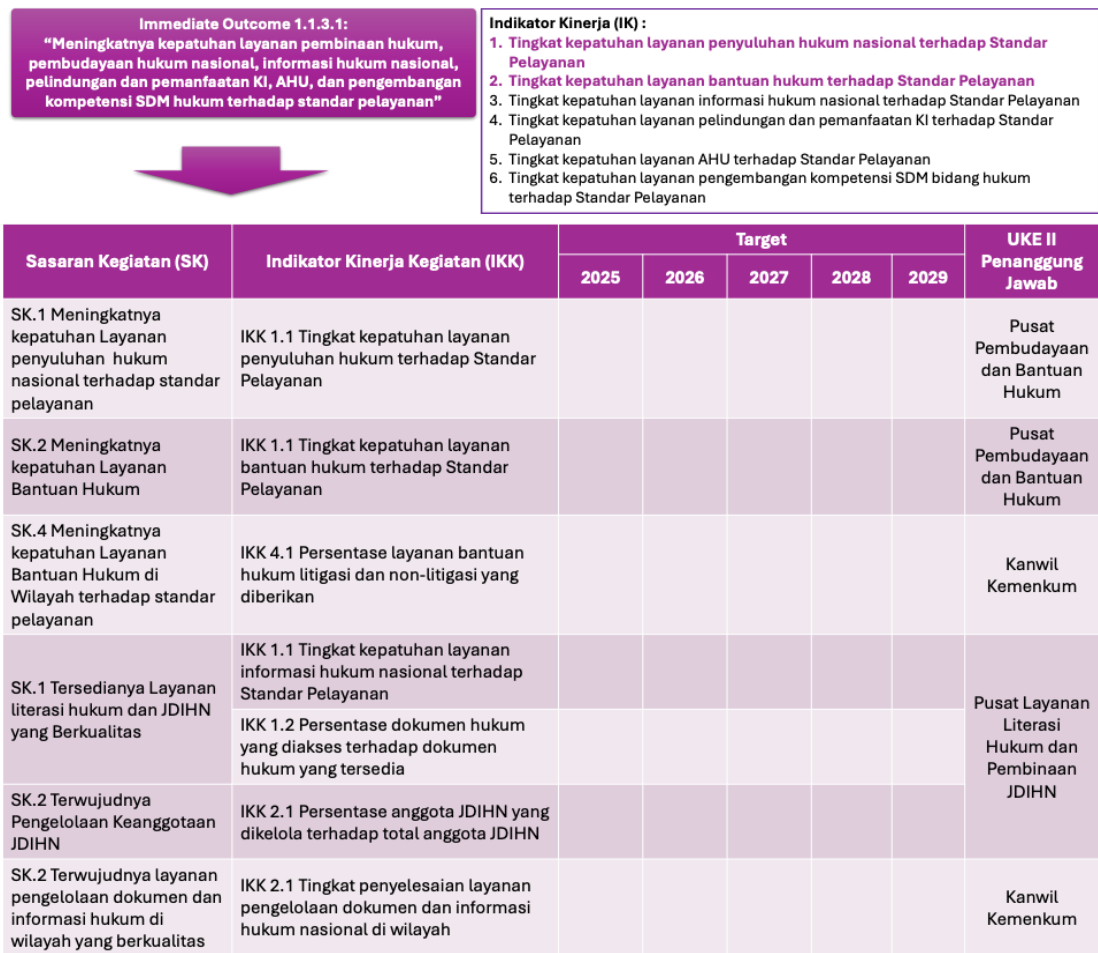 Immediate Outcome 1.1.3.1:
“Meningkatnya kepatuhan layanan pembinaan hukum,
pembudayaan hukum nasional, informasi hukum nasional,
pelindungan dan pemanfaatan KI, AHU, dan pengembangan
kompetensi SDM hukum terhadap standar pelayanan”
Indikator Kinerja (IK) :
1. Tingkat kepatuhan layanan penyuluhan hukum nasional terhadap Standar
Pelayanan
2. Tingkat kepatuhan layanan bantuan hukum terhadap Standar Pelayanan
3. Tingkat kepatuhan layanan informasi hukum nasional terhadap Standar Pelayanan
4. Tingkat kepatuhan layanan pelindungan dan pemanfaatan KI terhadap Standar
Pelayanan
5. Tingkat kepatuhan layanan AHU terhadap Standar Pelayanan
6. Tingkat kepatuhan layanan pengembangan kompetensi SDM bidang hukum
terhadap Standar Pelayanan
Sasaran Kegiatan (SK)
Indikator Kinerja Kegiatan (IKK)
Target
2025 2026 2027 2028 2029
UKE II
Penanggung
Jawab
SK.1 Meningkatnya
kepatuhan Layanan
penyuluhan hukum
nasional terhadap standar
pelayanan
IKK 1.1 Tingkat kepatuhan layanan
penyuluhan hukum terhadap Standar
Pelayanan
Pusat
Pembudayaan
dan Bantuan
Hukum
SK.2 Meningkatnya
kepatuhan Layanan
Bantuan Hukum
IKK 1.1 Tingkat kepatuhan layanan
bantuan hukum terhadap Standar
Pelayanan
Pusat
Pembudayaan
dan Bantuan
Hukum
SK.4 Meningkatnya
kepatuhan Layanan
Bantuan Hukum di
Wilayah terhadap standar
pelayanan
IKK 4.1 Persentase layanan bantuan
hukum litigasi dan non-litigasi yang
diberikan
Kanwil
Kemenkum
SK.1 Tersedianya Layanan
literasi hukum dan JDIHN
yang Berkualitas
IKK 1.1 Tingkat kepatuhan layanan
informasi hukum nasional terhadap
Standar Pelayanan
IKK 1.2 Persentase dokumen hukum
yang diakses terhadap dokumen
hukum yang tersedia
Pusat Layanan
Literasi
Hukum dan
Pembinaan
JDIHN
SK.2 Terwujudnya
Pengelolaan Keanggotaan
JDIHN
IKK 2.1 Persentase anggota JDIHN yang
dikelola terhadap total anggota JDIHN
SK.2 Terwujudnya layanan
pengelolaan dokumen dan
informasi hukum di
wilayah yang berkualitas
IKK 2.1 Tingkat penyelesaian layanan
pengelolaan dokumen dan informasi
hukum nasional di wilayah
Kanwil
Kemenkum